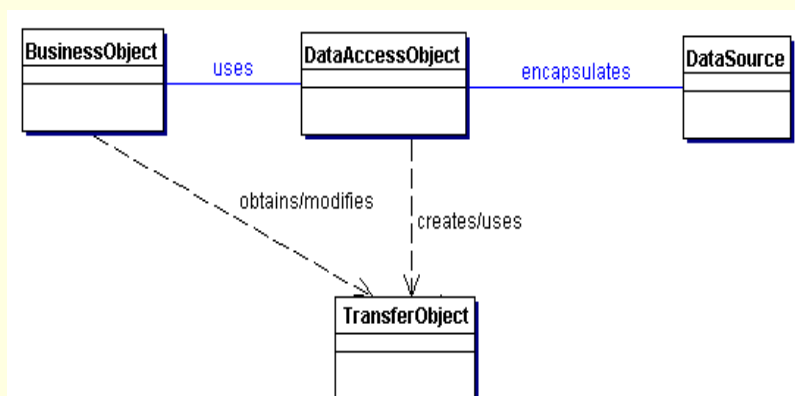 BusinessObject
uses
DataAccessObject
encapsulates
DataSource
obtains/modifies
creates/uses
TransferObject